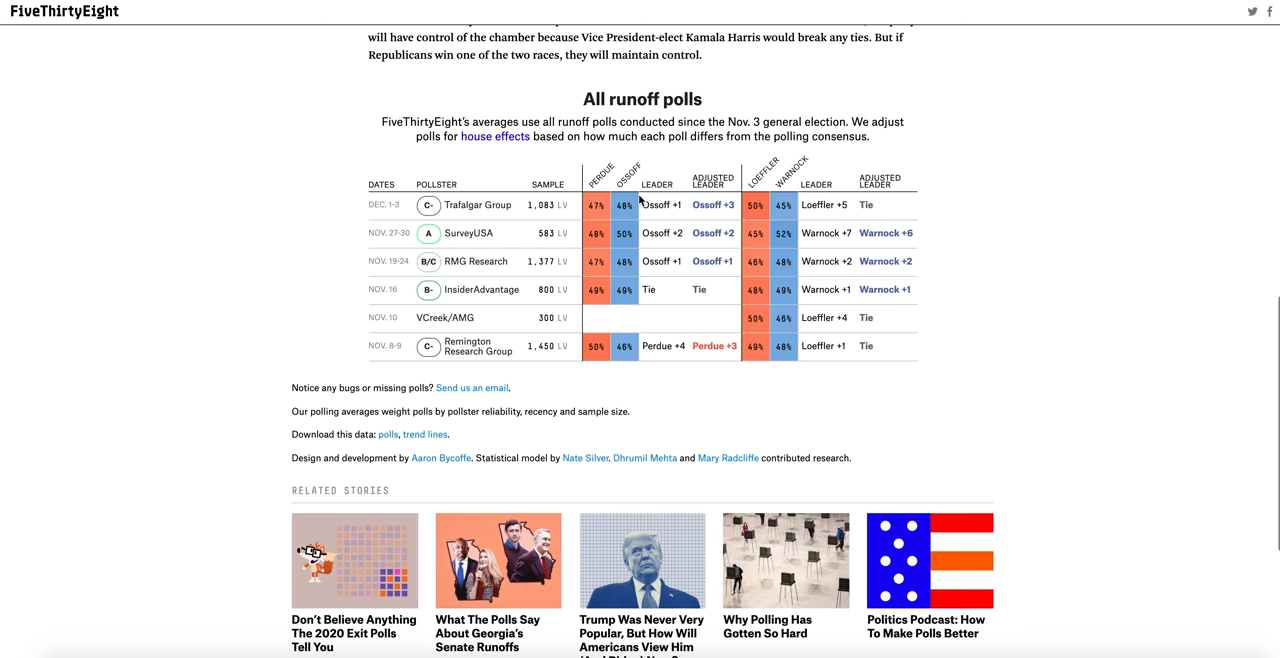 FiveThirtyEight
will have control of the chamber because Vice President-elect Kamala Harris would break any ties. But if
Republicans win one of the two races, they will maintain control.
All runoff polls
FiveThirtyEight's averages use all runoff polls conducted since the Nov. 3 general election. We adjust
polls for house effects based on how much each poll differs from the polling consensus.
DATES POLLSTER SAMPLE PERDUE OSSOFF LEADER ADJUSTED LEADER LOEFFLER WARNOCK LEADER ADJUSTED LEADER
DEC. 1-3 C- Trafalgar Group 1,083 LV 47% 48% Ossoff +1 Ossoff +3 50% 45% Loeffler +5 Tie
NOV. 27-30 A SurveyUSA 583 LV 48% 50% Ossoff +2 Ossoff +2 45% 52% Warnock +7 Warnock +6
NOV. 19-24 B/C RMG Research 1,377 LV 47% 48% Ossoff +1 Ossoff +1 46% 48% Warnock +2 Warnock +2
NOV. 16 B- InsiderAdvantage 800 LV 49% 49% Tie Tie 48% 49% Warnock +1 Warnock +1
NOV. 10 VCreek/AMG 300 LV 50% 46% Loeffler +4 Tie
NOV. 8-9 C- Remington Research Group 1,450 LV 50% 46% Perdue +4 Perdue +3 49% 48% Loeffler +1 Tie
Notice any bugs or missing polls? Send us an email.
Our polling averages weight polls by pollster reliability, recency and sample size.
Download this data: polls, trend lines.
Design and development by Aaron Bycoffe. Statistical model by Nate Silver. Dhrumil Mehta and Mary Radcliffe contributed research.
RELATED STORIES
Don't Believe Anything
The 2020 Exit Polls
Tell You
What The Polls Say
About Georgia's
Senate Runoffs
Trump Was Never Very
Popular, But How Will
Americans View Him
Why Polling Has
Gotten So Hard
Politics Podcast: How
To Make Polls Better